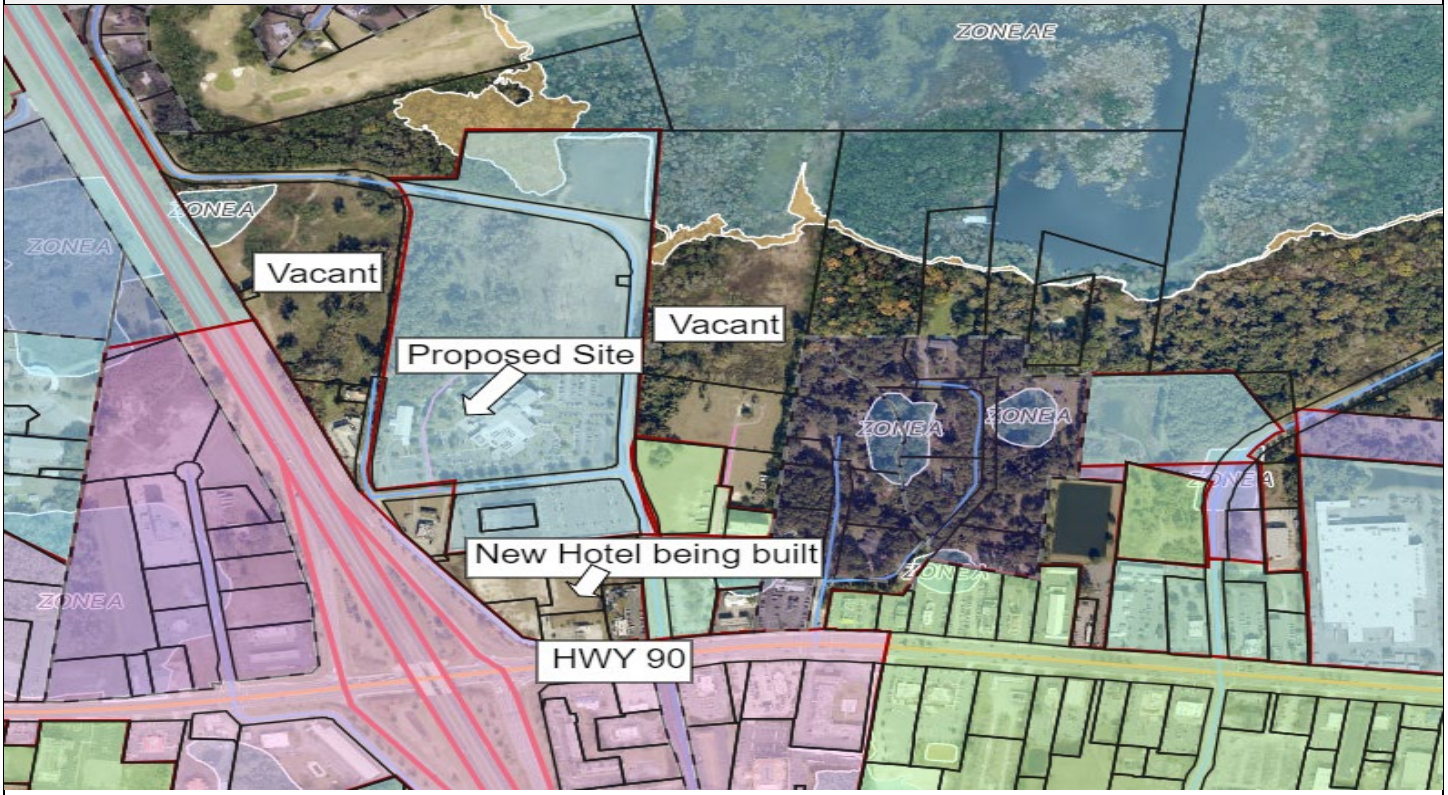 ZONE AE
ZONE A
ZONE A
Vacant
Vacant
Proposed Site
ZONE A
ZONE A
ZONE A
New Hotel being built
ZONE A
ZONE A
HWY 90